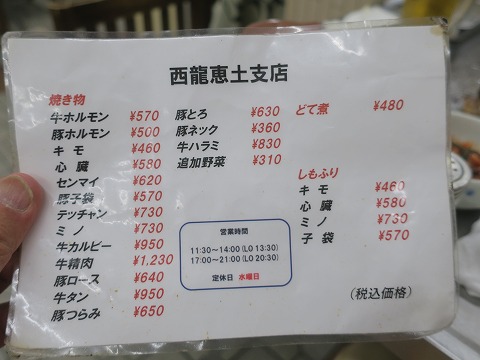 西龍恵土支店
焼き物
牛ホルモン ¥570
豚ホルモン ¥500
キモ ¥460
心臓 ¥580
センマイ ¥620
豚子袋 ¥570
テッチャン ¥730
ミノ ¥730
牛カルビー ¥950
牛精肉 ¥1,230
豚ロース ¥640
牛タン ¥950
豚つらみ ¥650
豚とろ ¥630
豚ネック ¥360
牛ハラミ ¥830
追加野菜 ¥310
営業時間
11:30～14:00(LO 13:30)
17:00～21:00(LO 20:30)
定休日 水曜日
どて煮 ¥480
しもふり
キモ ¥460
心臓 ¥580
ミノ ¥730
子袋 ¥570
(税込価格)